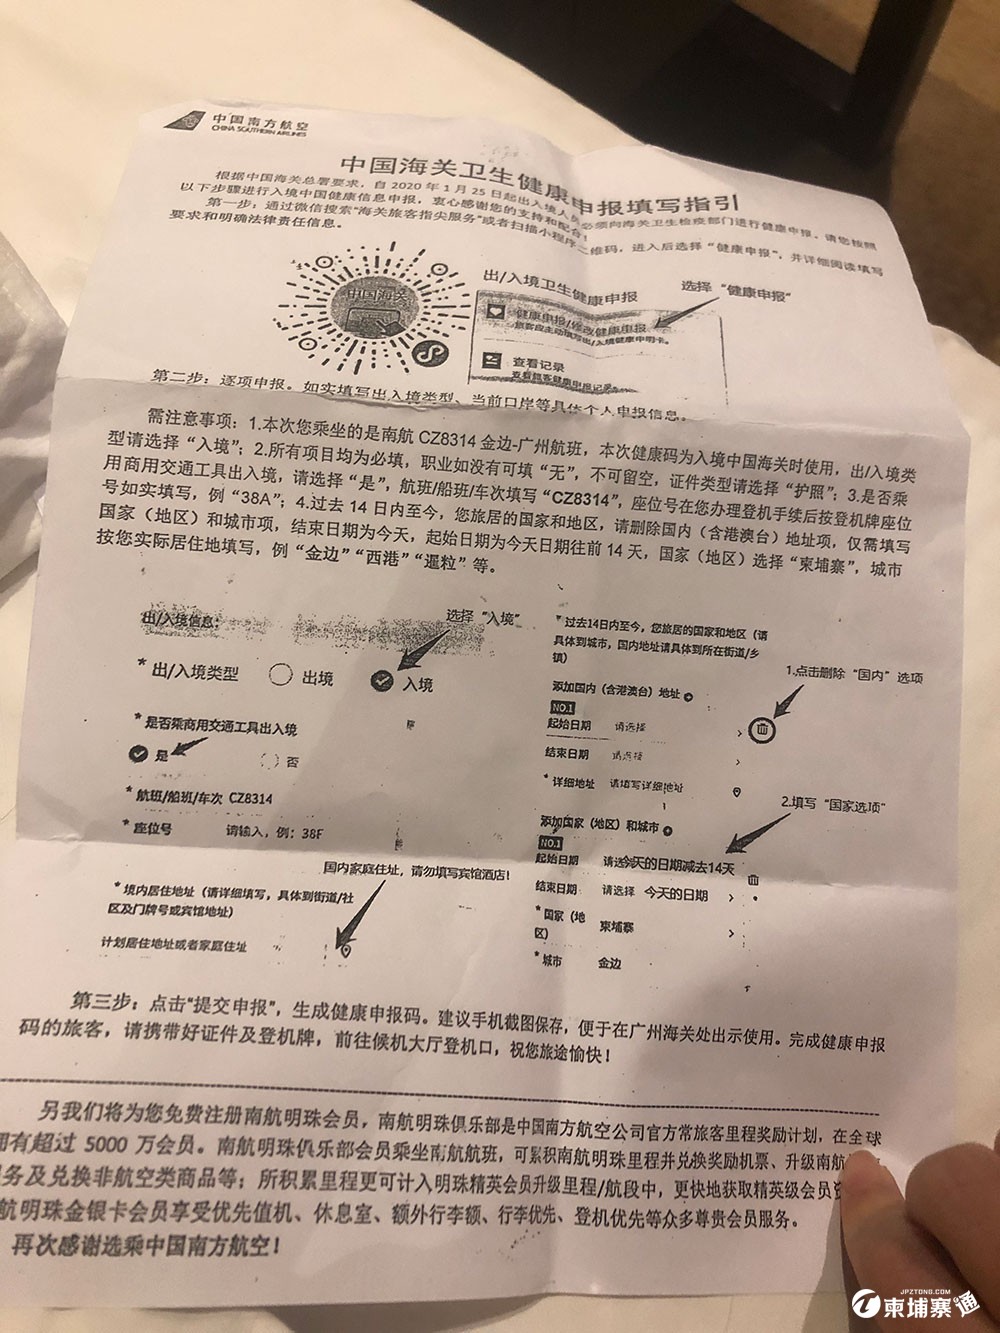 中国南方航空
CHINA SOUTHERN AIRLINES
中国海关卫生健康申报填写指引
根据中国海关总署要求，自 2020 年 1 月 25 日起出入境人员必须向海关卫生检疫部门进行健康申报。请您按照
以下步骤进行入境中国健康信息申报，衷心感谢您的支持和配合！
第一步：通过微信搜索“海关旅客指尖服务”或者扫描小程序二维码，进入后选择“健康申报”，并详细阅读填写
要求和明确法律责任信息。
中国海关
出/入境卫生健康申报
选择“健康申报”
健康申报/修改健康申报
旅客应主动填写出/入境健康申明卡。
查看记录
查看旅客健康申报记录。
第二步：逐项申报。如实填写出入境类型、当前口岸等具体个人申报信息。
需注意事项：1.本次您乘坐的是南航 CZ8314 金边-广州航班，本次健康码为入境中国海关时使用，出/入境类
型请选择“入境”；2.所有项目均为必填，职业如没有可填“无”，不可留空，证件类型请选择“护照”；3.是否乘
用商用交通工具出入境，请选择“是”，航班/船班/车次填写“CZ8314”，座位号在您办理登机手续后按登机牌座位
号如实填写，例“38A”；4.过去 14 日内至今，您旅居的国家和地区，请删除国内（含港澳台）地址项，仅需填写
国家（地区）和城市项，结束日期为今天，起始日期为今天日期往前 14 天，国家（地区）选择“柬埔寨”，城市
按您实际居住地填写，例“金边”“西港”“暹粒”等。
出/入境信息：
选择“入境”
* 出/入境类型 出境 入境
* 是否乘商用交通工具出入境
是 否
* 航班/船班/车次 CZ8314
* 座位号 请输入，例：38F
国内家庭住址，请勿填写宾馆酒店！
* 境内居住地址（请详细填写，具体到街道/社
区及门牌号或宾馆地址）
计划居住地址或者家庭住址
* 过去14日内至今，您旅居的国家和地区（请
具体到城市，国内地址请具体到所在街道/乡
镇）
1.点击删除“国内”选项
添加国内（含港澳台）地址
NO.1
起始日期 请选择
结束日期 请选择
* 详细地址 请填写详细地址
2.填写“国家选项”
添加国家（地区）和城市
NO.1
起始日期 请选 今天的日期减去14天
结束日期 请选择 今天的日期
* 国家（地
区） 柬埔寨
* 城市 金边
第三步：点击“提交申报”，生成健康申报码。建议手机截图保存，便于在广州海关处出示使用。完成健康申报
码的旅客，请携带好证件及登机牌，前往候机大厅登机口，祝您旅途愉快！
另我们将为您免费注册南航明珠会员，南航明珠俱乐部是中国南方航空公司官方常旅客里程奖励计划，在全球
拥有超过 5000 万会员。南航明珠俱乐部会员乘坐南航航班，可累积南航明珠里程并兑换奖励机票、升级南航
务及兑换非航空类商品等；所积累里程更可计入明珠精英会员升级里程/航段中，更快地获取精英级会员资
航明珠金银卡会员享受优先值机、休息室、额外行李额、行李优先、登机优先等众多尊贵会员服务。
再次感谢选乘中国南方航空！
JPZTONG.COM
柬埔寨通